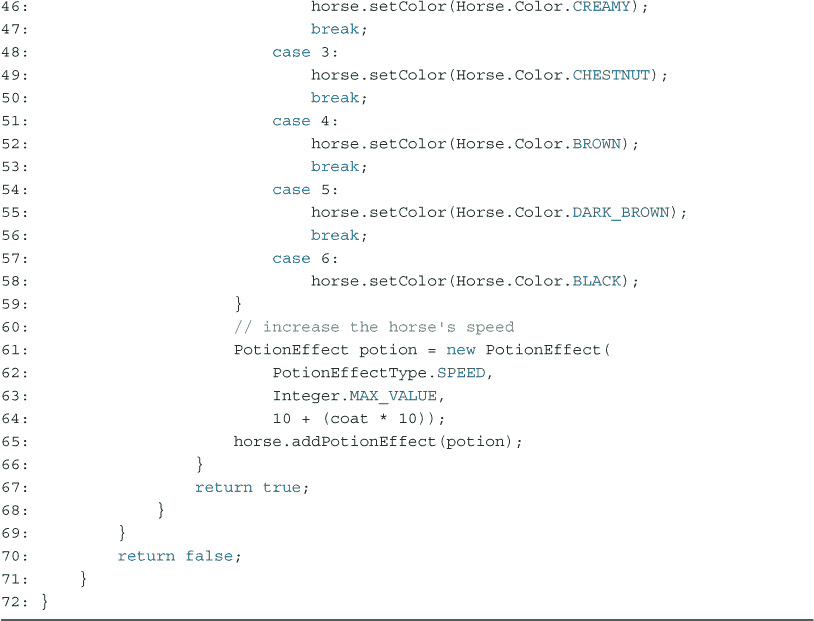 46:                             horse.setColor(Horse.Color.CREAMY);
47:                             break;
48:                         case 3:
49:                             horse.setColor(Horse.Color.CHESTNUT);
50:                             break;
51:                         case 4:
52:                             horse.setColor(Horse.Color.BROWN);
53:                             break;
54:                         case 5:
55:                             horse.setColor(Horse.Color.DARK_BROWN);
56:                             break;
57:                         case 6:
58:                             horse.setColor(Horse.Color.BLACK);
59:                     }
60:                     // increase the horse's speed
61:                     PotionEffect potion = new PotionEffect(
62:                         PotionEffectType.SPEED,
63:                         Integer.MAX_VALUE,
64:                         10 + (coat * 10));
65:                     horse.addPotionEffect(potion);
66:                 }
67:                 return true;
68:             }
69:         }
70:         return false;
71:     }
72: }